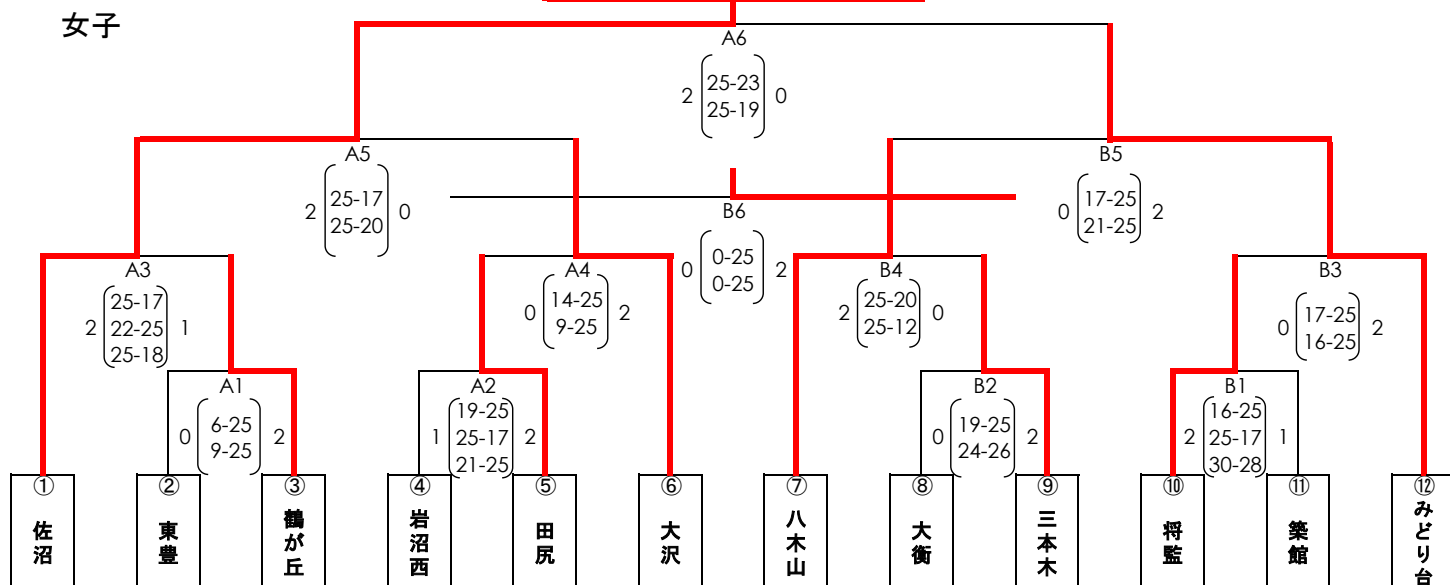 女子
A6
2 25-23 0
25-19
A5
2 25-17 0
25-20
B5
0 17-25 2
21-25
B6
0 0-25 2
0-25
A3
25-17
2 22-25 1
25-18
A4
0 14-25 2
9-25
B4
2 25-20 0
25-12
B3
0 17-25 2
16-25
A1
0 6-25 2
9-25
A2
19-25
1 25-17 2
21-25
B2
0 19-25 2
24-26
B1
16-25
2 25-17 1
30-28
① 佐沼
② 東豊
③ 鶴が丘
④ 岩沼西
⑤ 田尻
⑥ 大沢
⑦ 八木山
⑧ 大衡
⑨ 三本木
⑩ 将監
⑪ 築館
⑫ みどり台